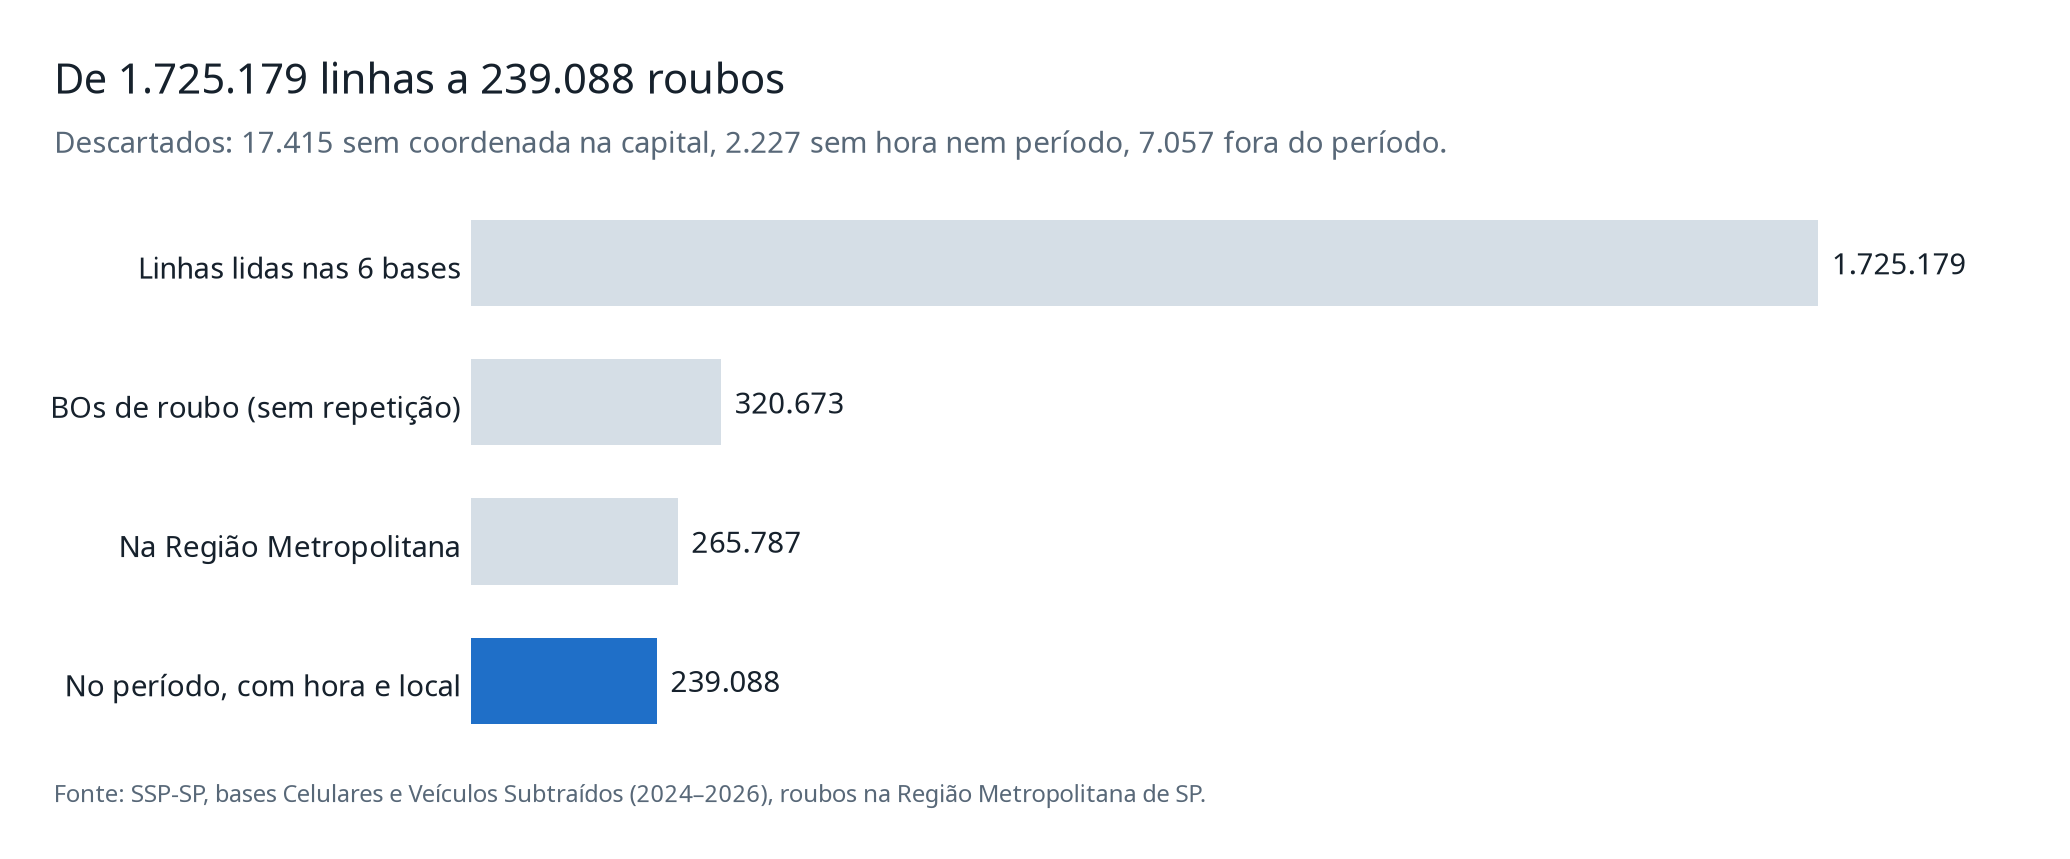 De 1.725.179 linhas a 239.088 roubos
Descartados: 17.415 sem coordenada na capital, 2.227 sem hora nem período, 7.057 fora do período.
Linhas lidas nas 6 bases 1.725.179
BOs de roubo (sem repetição) 320.673
Na Região Metropolitana 265.787
No período, com hora e local 239.088
Fonte: SSP-SP, bases Celulares e Veículos Subtraídos (2024–2026), roubos na Região Metropolitana de SP.